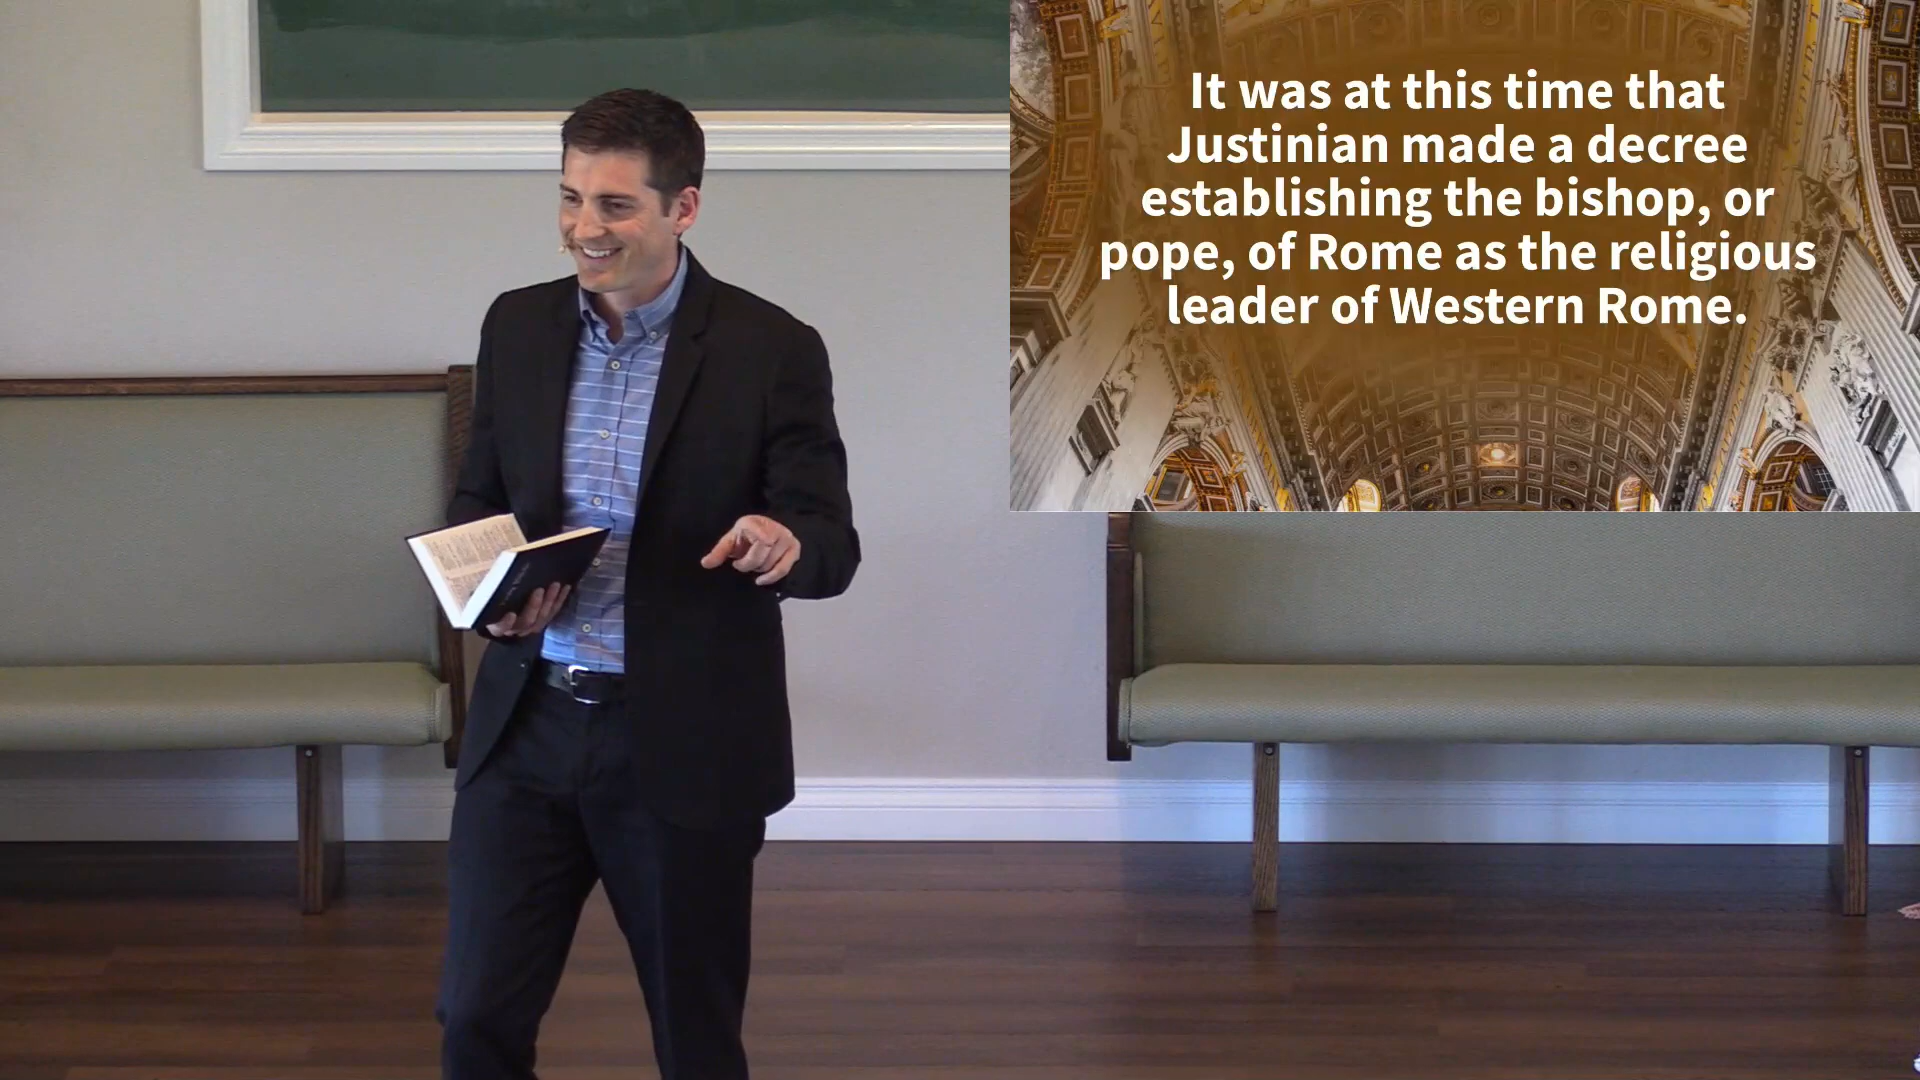 It was at this time that
Justinian made a decree
establishing the bishop, or
pope, of Rome as the religious
leader of Western Rome.